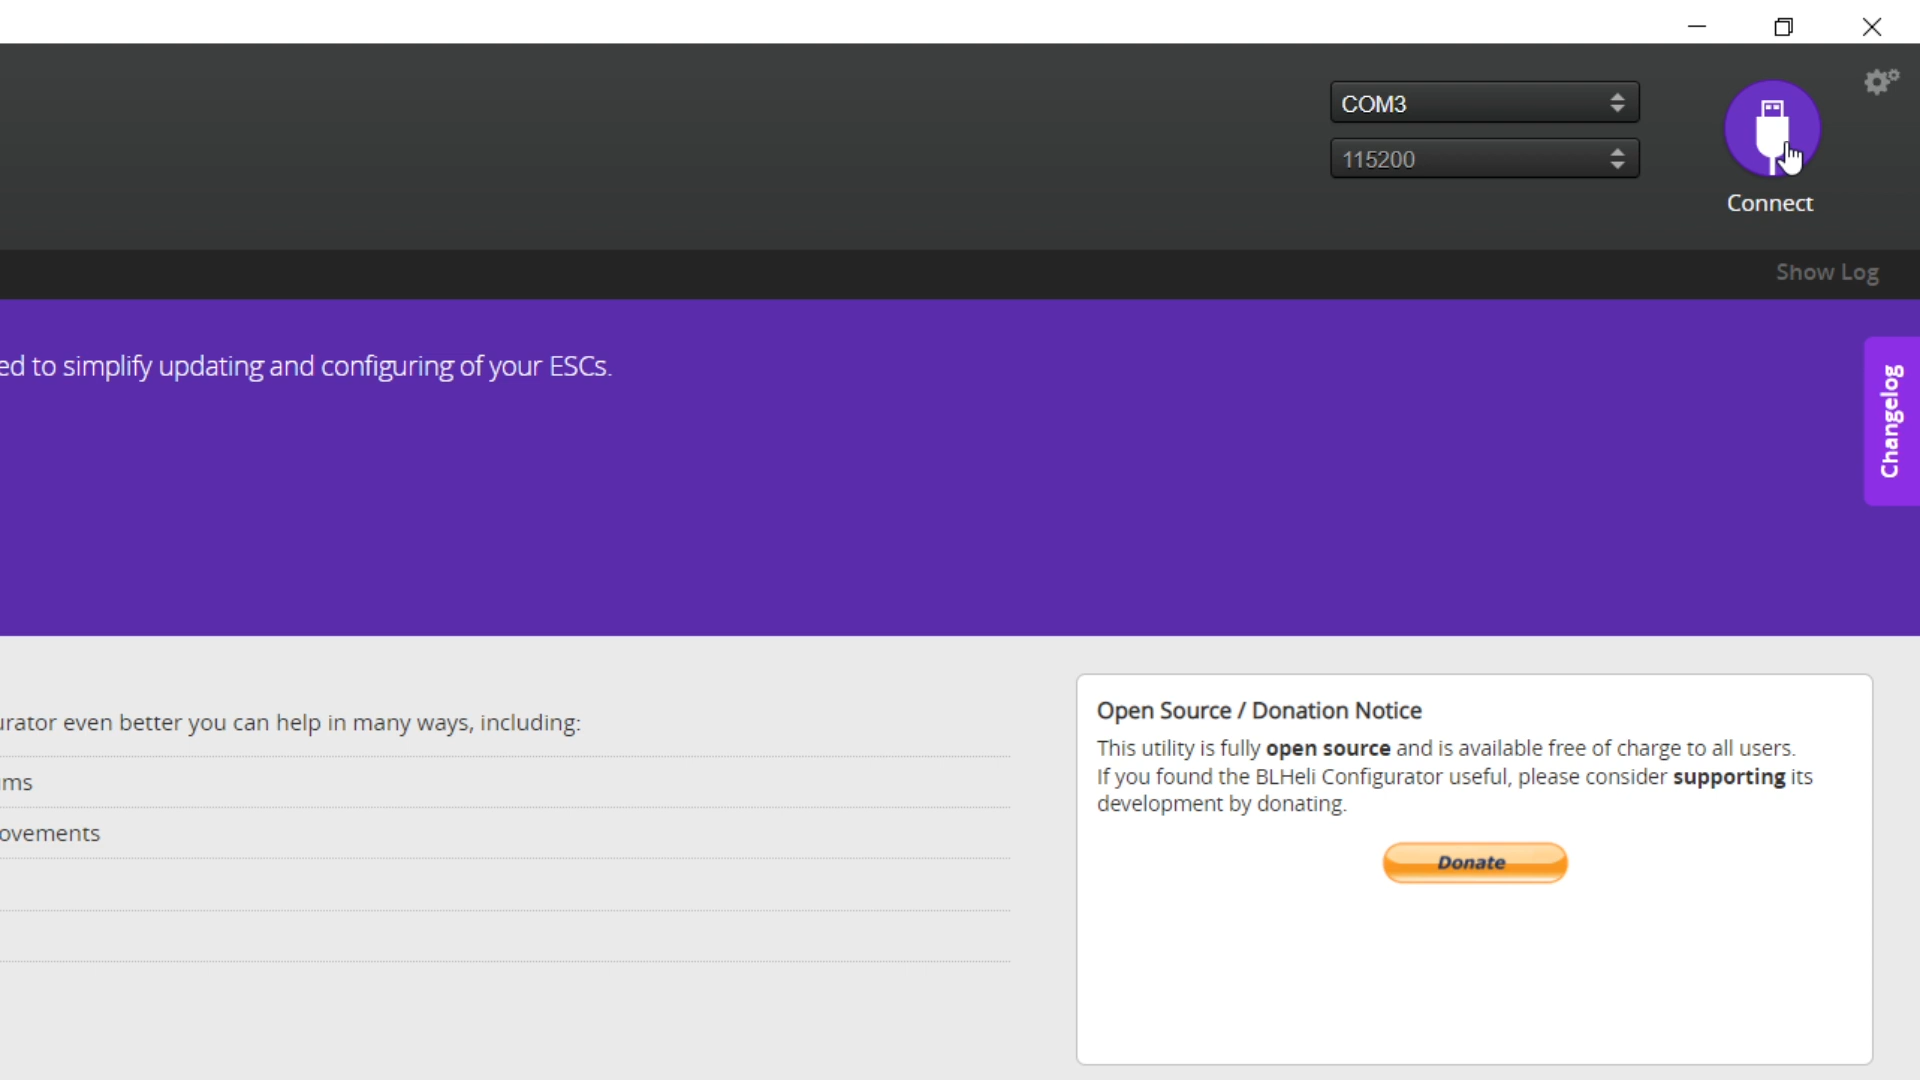 COM3
115200
Connect
Show Log
ed to simplify updating and configuring of your ESCs.
Changelog
urator even better you can help in many ways, including:
ims
ovements
Open Source / Donation Notice
This utility is fully open source and is available free of charge to all users.
If you found the BLHeli Configurator useful, please consider supporting its
development by donating.
Donate